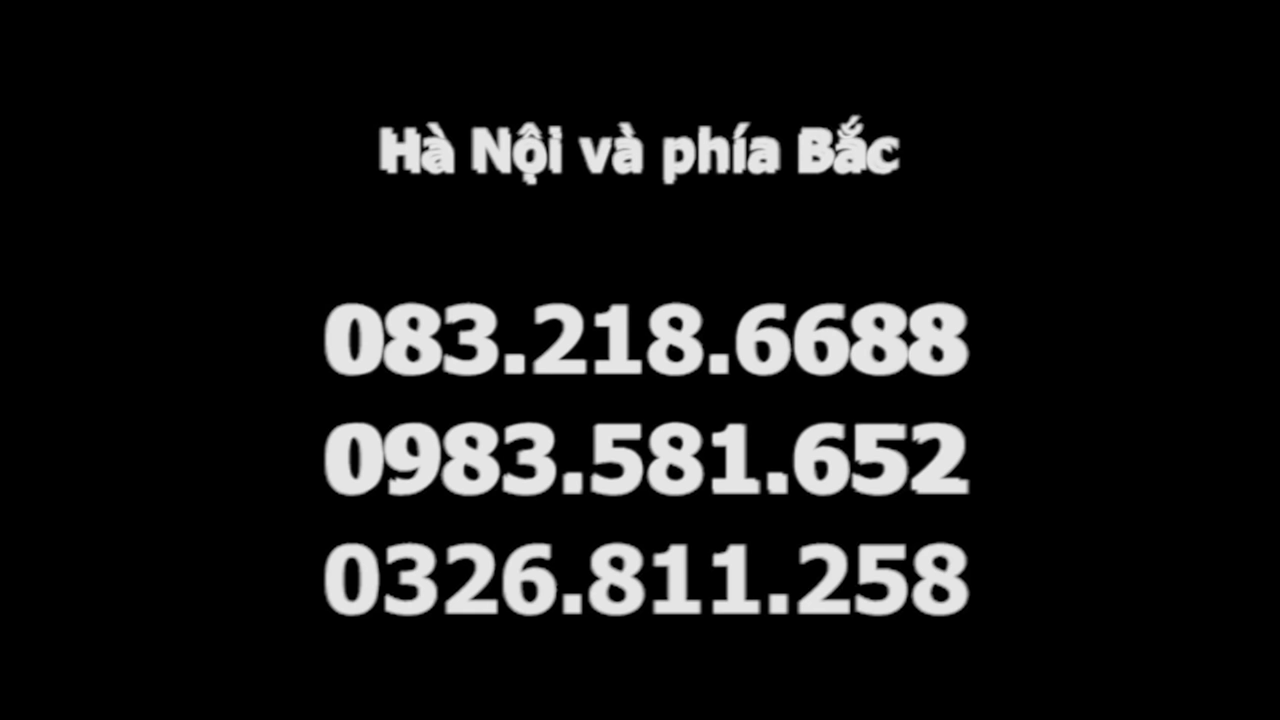 Hà Nội và phía Bắc
083.218.6688
0983.581.652
0326.811.258